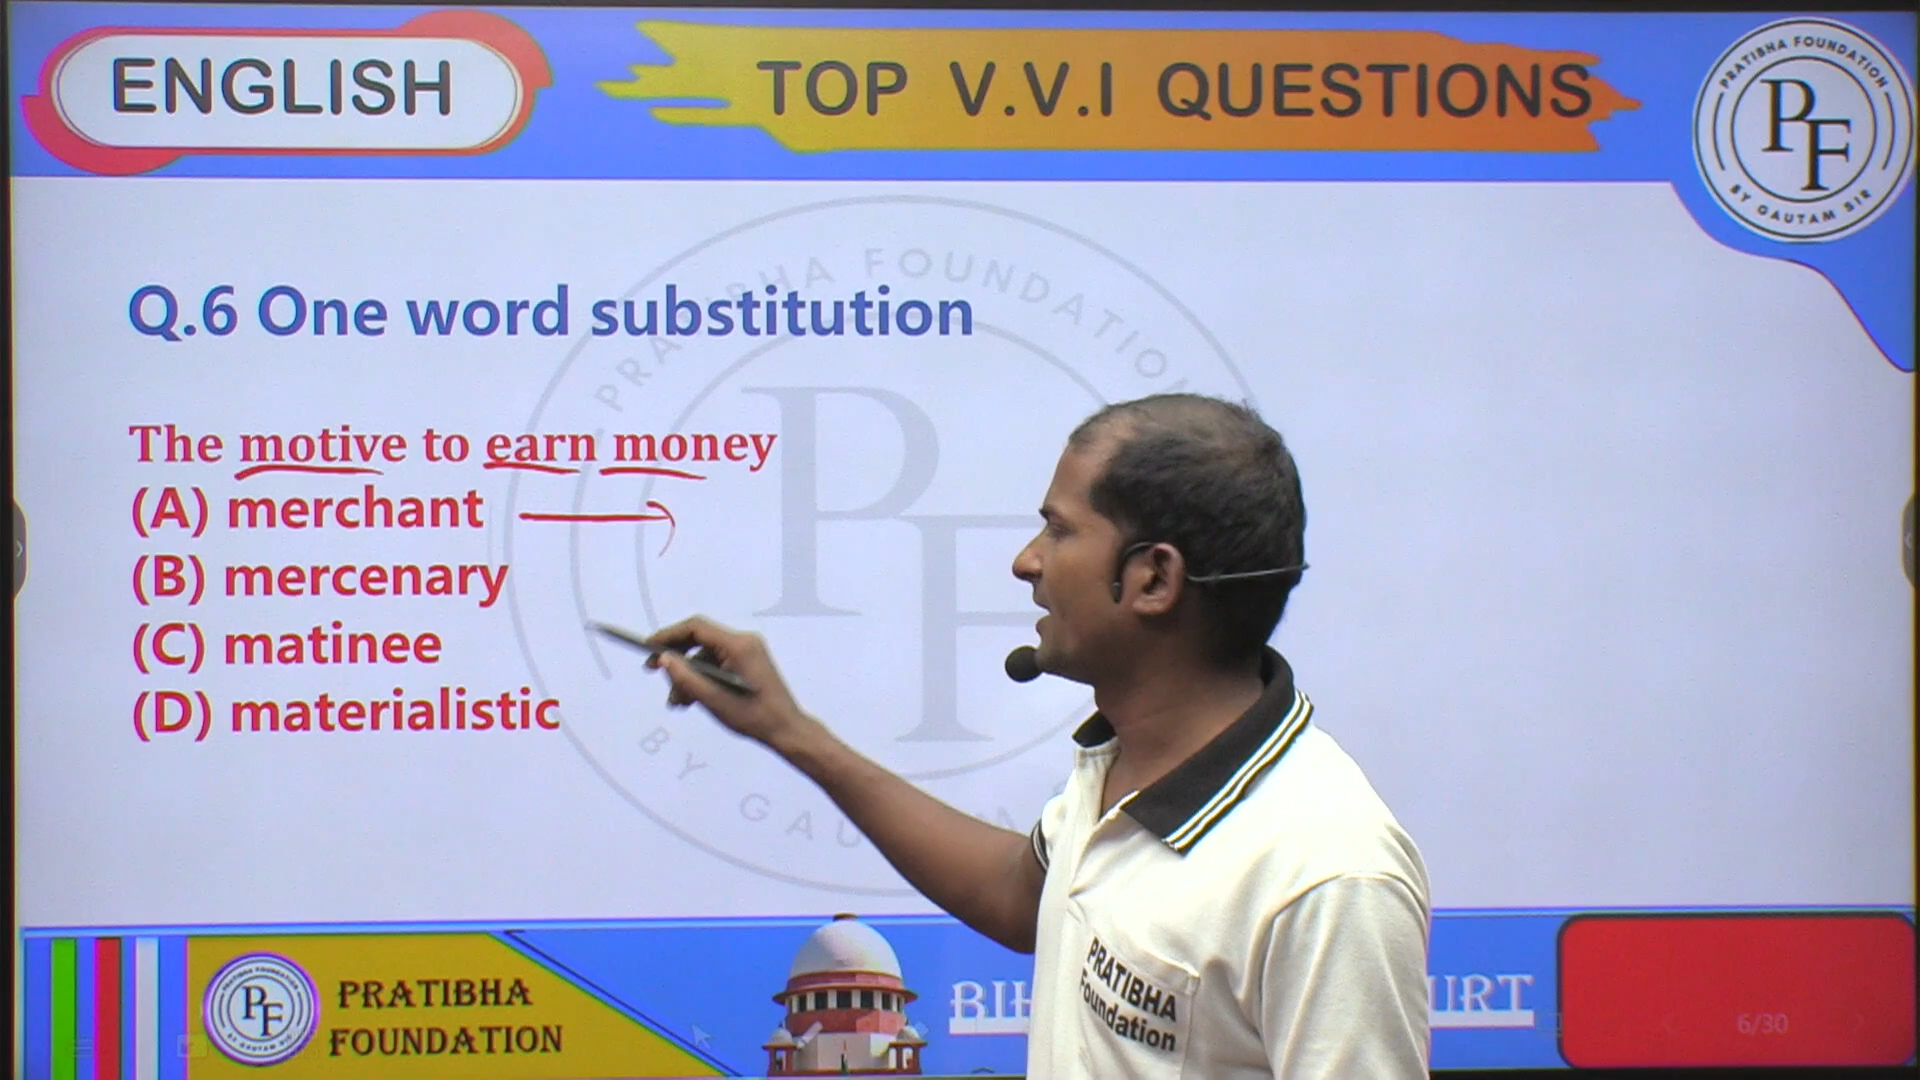 ENGLISH
TOP V.V.I QUESTIONS
PRATIBHA FOUNDATION
PF
BY GAUTAM SIR
Q.6 One word substitution
The motive to earn money
(A) merchant
(B) mercenary
(C) matinee
(D) materialistic
PRATIBHA
Foundation
PRATIBHA
FOUNDATION
PF
6/30